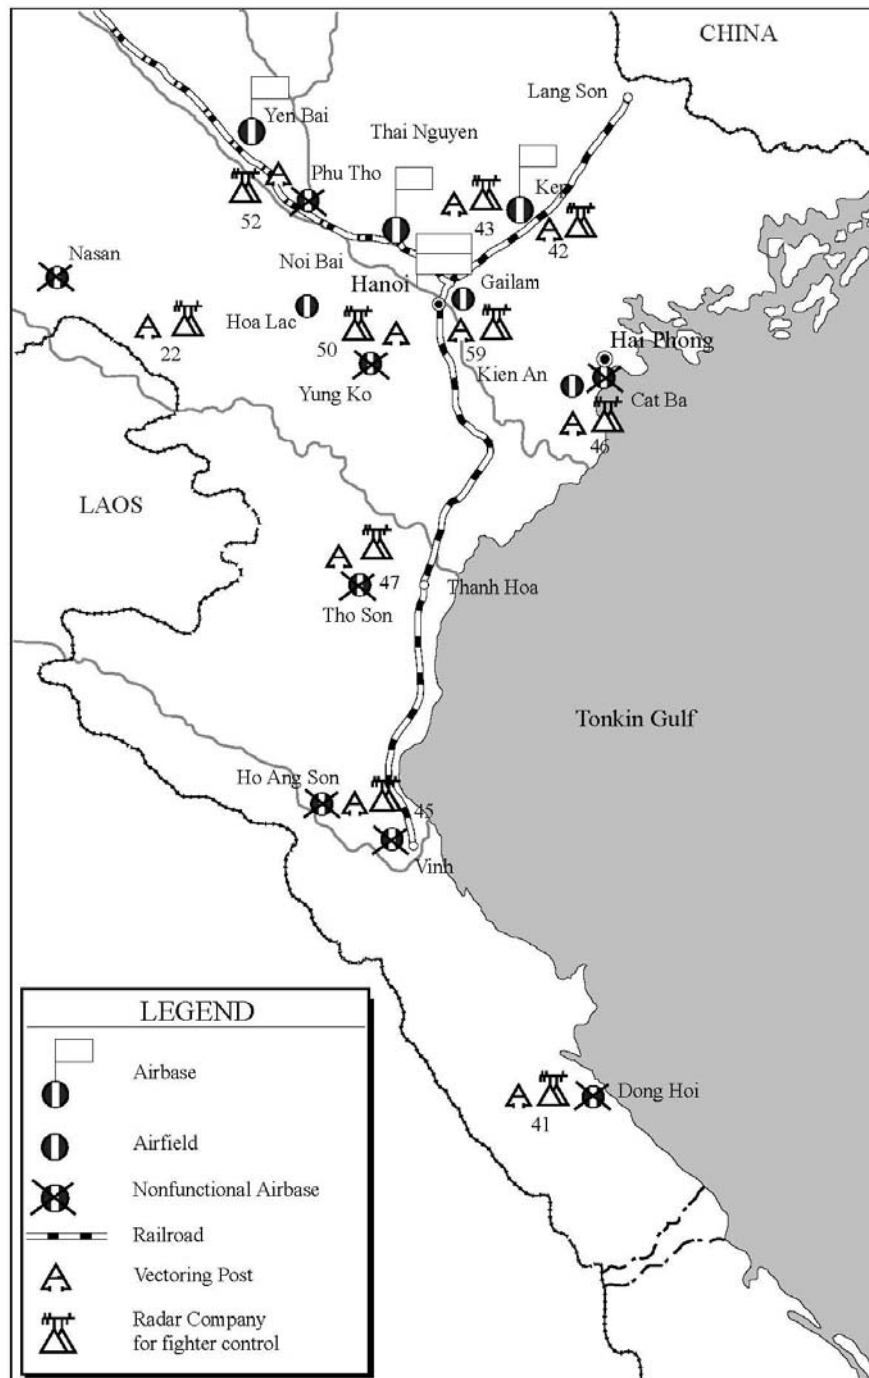 CHINA
Lang Son
Yen Bai
Thai Nguyen
Phu Tho
Kep
52
43
42
Nasan
Noi Bai
Hanoi
Gailam
Hoa Lac
22
50
59
Hai Phong
Yung Ko
Kien An
Cat Ba
46
LAOS
47
Tho Son
Thanh Hoa
Tonkin Gulf
Ho Ang Son
45
Vinh
Dong Hoi
41
LEGEND
Airbase
Airfield
Nonfunctional Airbase
Railroad
Vectoring Post
Radar Company
for fighter control